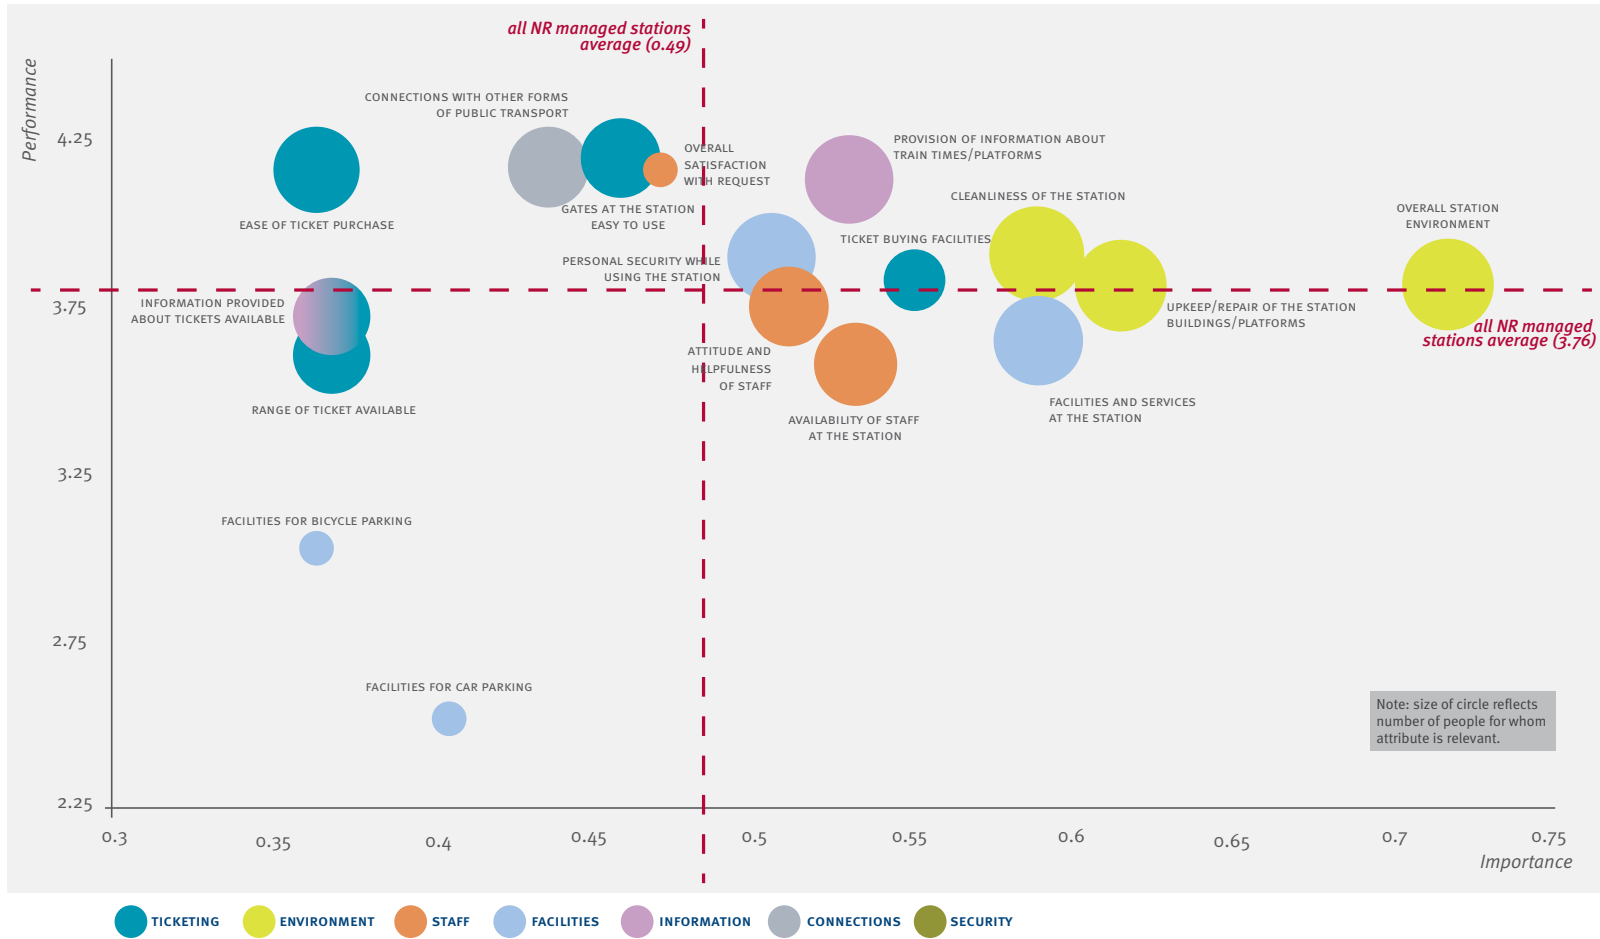 all NR managed stations
average (0.49)
Performance
4.25
3.75
3.25
2.75
2.25
CONNECTIONS WITH OTHER FORMS
OF PUBLIC TRANSPORT
OVERALL
SATISFACTION
WITH REQUEST
PROVISION OF INFORMATION ABOUT
TRAIN TIMES/PLATFORMS
CLEANLINESS OF THE STATION
OVERALL STATION
ENVIRONMENT
EASE OF TICKET PURCHASE
GATES AT THE STATION
EASY TO USE
TICKET BUYING FACILITIES
PERSONAL SECURITY WHILE
USING THE STATION
INFORMATION PROVIDED
ABOUT TICKETS AVAILABLE
UPKEEP/REPAIR OF THE STATION
BUILDINGS/PLATFORMS
all NR managed
stations average (3.76)
ATTITUDE AND
HELPFULNESS
OF STAFF
RANGE OF TICKET AVAILABLE
AVAILABILITY OF STAFF
AT THE STATION
FACILITIES AND SERVICES
AT THE STATION
FACILITIES FOR BICYCLE PARKING
FACILITIES FOR CAR PARKING
Note: size of circle reflects
number of people for whom
attribute is relevant.
0.3 0.35 0.4 0.45 0.5 0.55 0.6 0.65 0.7 0.75
Importance
TICKETING ENVIRONMENT STAFF FACILITIES INFORMATION CONNECTIONS SECURITY